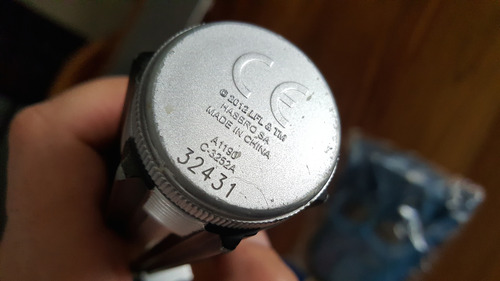 CE
© 2012 LFL & TM
HASBRO SA
MADE IN CHINA
A1190
C-3252A
32431